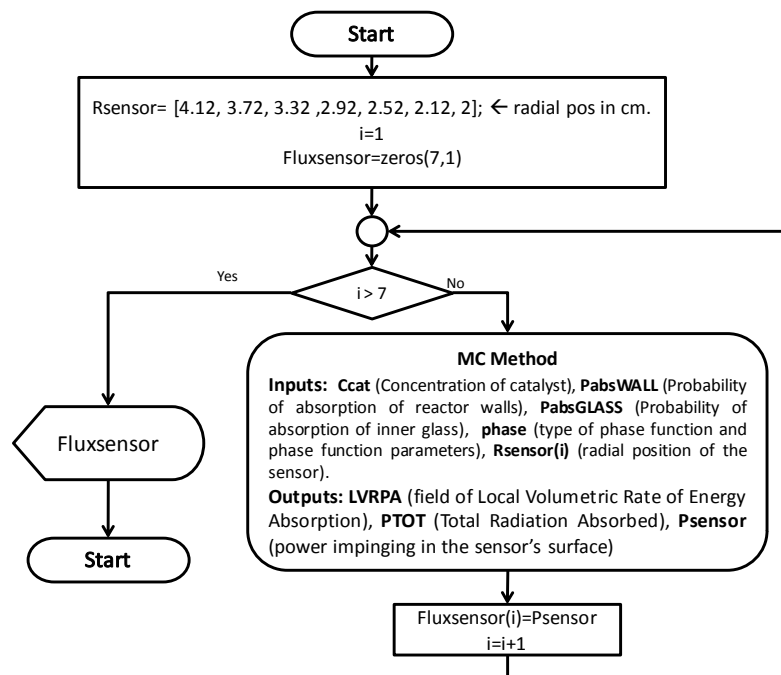 Start
Rsensor= [4.12, 3.72, 3.32 ,2.92, 2.52, 2.12, 2]; ← radial pos in cm.
i=1
Fluxsensor=zeros(7,1)
Yes
i > 7
No
MC Method
Inputs: Ccat (Concentration of catalyst), PabsWALL (Probability
of absorption of reactor walls), PabsGLASS (Probability of
absorption of inner glass), phase (type of phase function and
phase function parameters), Rsensor(i) (radial position of the
sensor).
Outputs: LVRPA (field of Local Volumetric Rate of Energy
Absorption), PTOT (Total Radiation Absorbed), Psensor
(power impinging in the sensor's surface)
Fluxsensor
Start
Fluxsensor(i)=Psensor
i=i+1